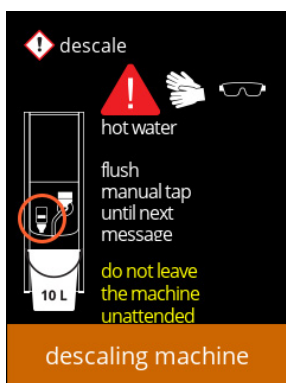 descale
hot water
flush
manual tap
until next
message
do not leave
the machine
unattended
10 L
descaling machine